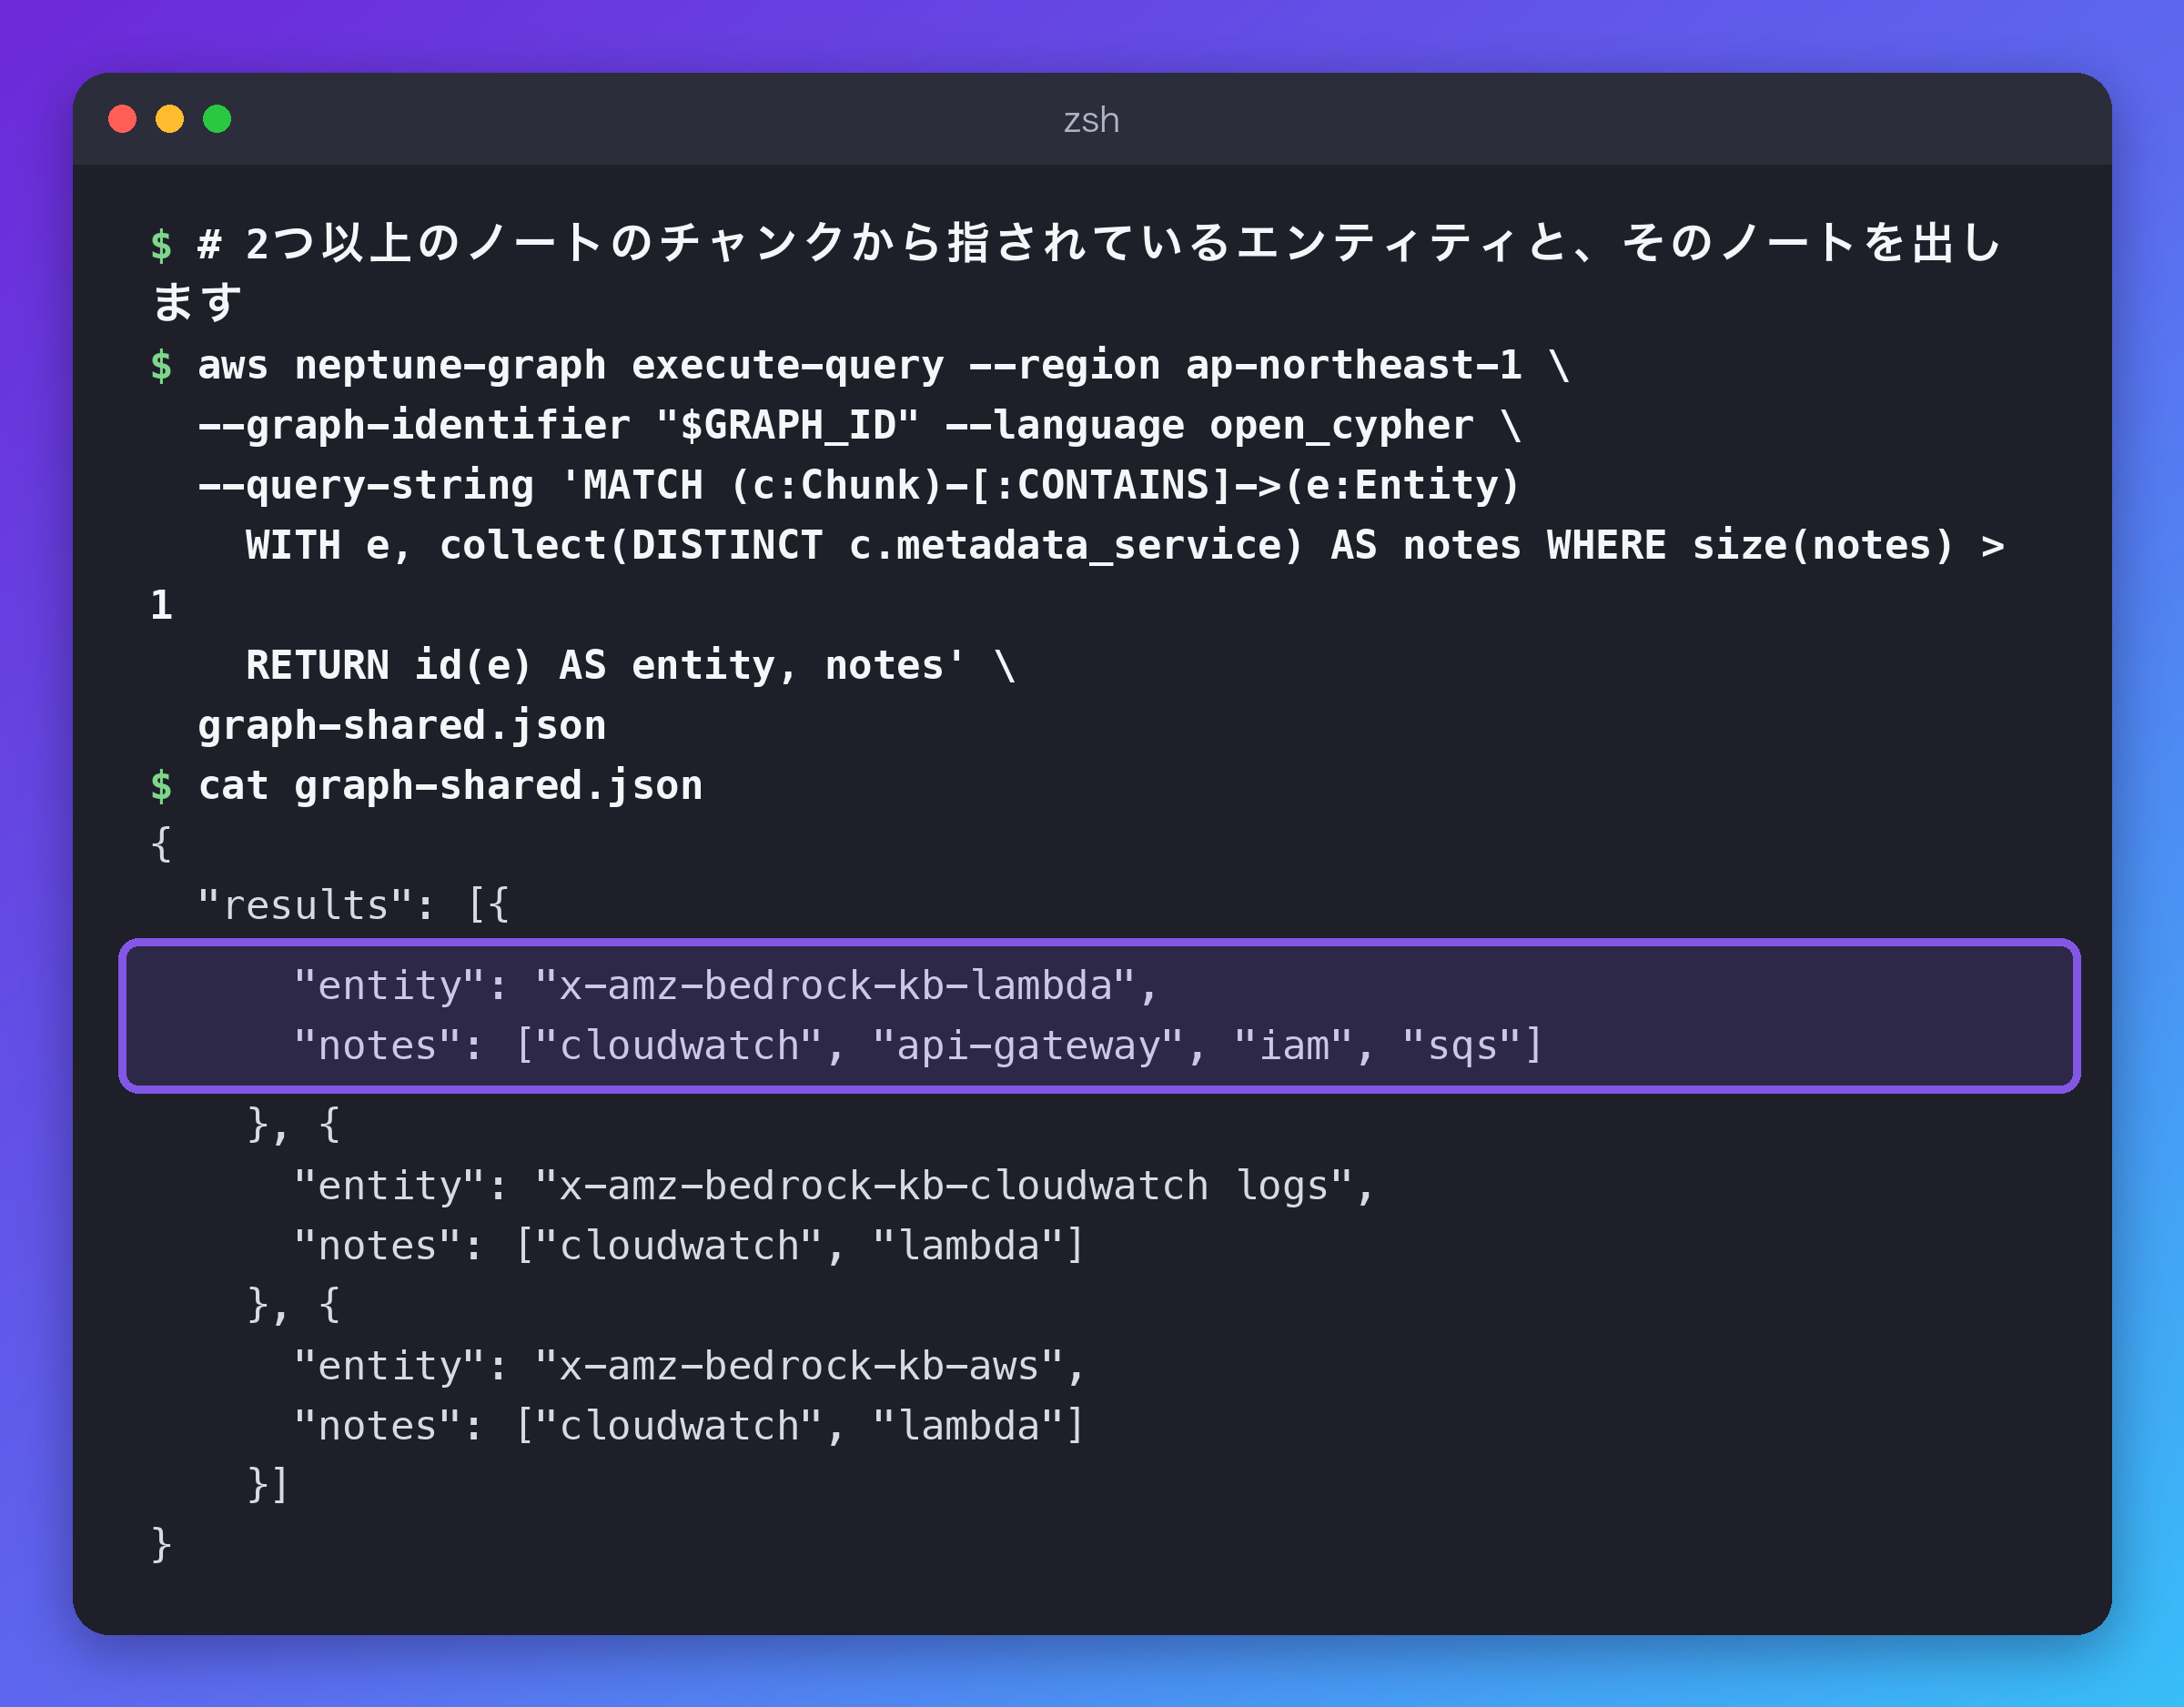 zsh
$ # 2つ以上のノートのチャンクから指されているエンティティと、そのノートを出し
ます
$ aws neptune-graph execute-query --region ap-northeast-1 \
  --graph-identifier "$GRAPH_ID" --language open_cypher \
  --query-string 'MATCH (c:Chunk)-[:CONTAINS]->(e:Entity)
    WITH e, collect(DISTINCT c.metadata_service) AS notes WHERE size(notes) >
1
    RETURN id(e) AS entity, notes' \
  graph-shared.json
$ cat graph-shared.json
{
  "results": [{
      "entity": "x-amz-bedrock-kb-lambda",
      "notes": ["cloudwatch", "api-gateway", "iam", "sqs"]
    }, {
      "entity": "x-amz-bedrock-kb-cloudwatch logs",
      "notes": ["cloudwatch", "lambda"]
    }, {
      "entity": "x-amz-bedrock-kb-aws",
      "notes": ["cloudwatch", "lambda"]
    }]
}